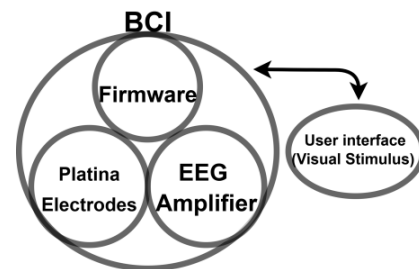 BCI
Firmware
Platina
Electrodes
EEG
Amplifier
User interface
(Visual Stimulus)